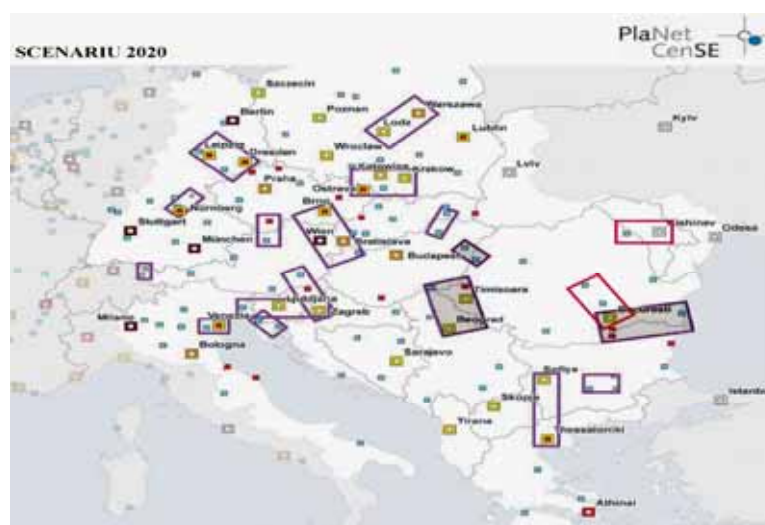 PlaNet
CenSE
SCENARIU 2020
Szczecin
Berlin
Poznan
Warszawa
Lodz
Kyiv
Lublin
Leipzig
Dresden
Wroclaw
Katowice
Krakow
Lviv
Praha
Ostrava
Nürnberg
Brno
Stuttgart
Wien
Bratislava
Kishinev
Odesa
München
Budapest
Timisoara
Ljubljana
Zagreb
Milano
Venezia
Beograd
Bucuresti
Bologna
Sarajevo
Sofiya
Skopje
Istanbul
Tirana
Thessaloniki
Athinai